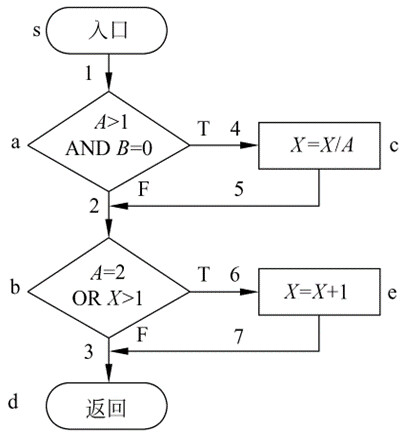 s 入口
1
A>1
AND B=0
a
T 4
X=X/A
c
F
2
5
A=2
OR X>1
b
T 6
X=X+1
e
F
3
7
d 返回